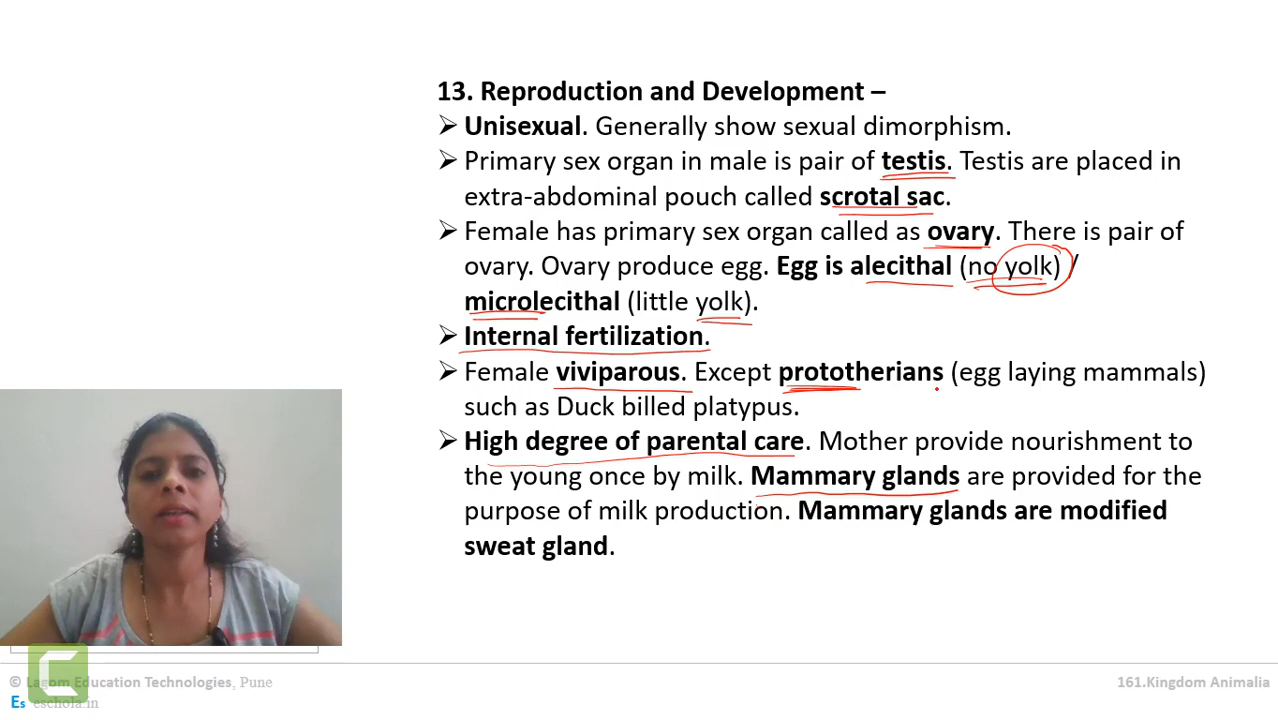 13. Reproduction and Development –
➢ Unisexual. Generally show sexual dimorphism.
➢ Primary sex organ in male is pair of testis. Testis are placed in
extra-abdominal pouch called scrotal sac.
➢ Female has primary sex organ called as ovary. There is pair of
ovary. Ovary produce egg. Egg is alecithal (no yolk) /
microlecithal (little yolk).
➢ Internal fertilization.
➢ Female viviparous. Except prototherians (egg laying mammals)
such as Duck billed platypus.
➢ High degree of parental care. Mother provide nourishment to
the young once by milk. Mammary glands are provided for the
purpose of milk production. Mammary glands are modified
sweat gland.
© Lagom Education Technologies, Pune
161.Kingdom Animalia
Es eschola.in